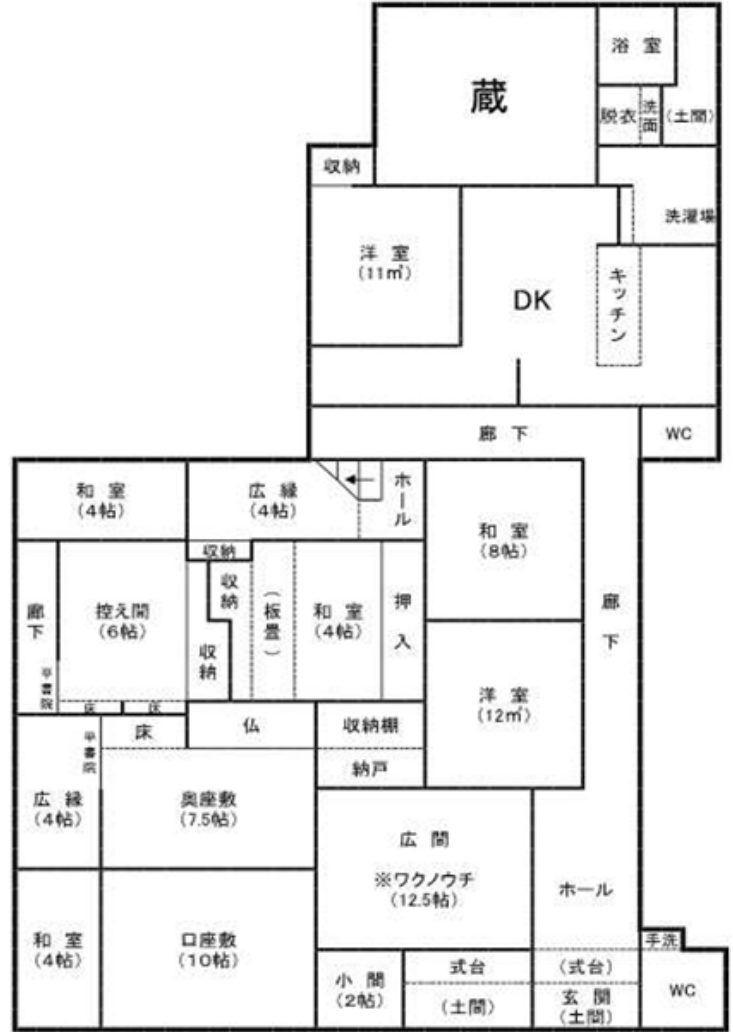 浴室
蔵
脱衣
洗面
(土間)
収納
洗濯場
洋室
(11㎡)
キッチン
DK
廊下
WC
和室
(4帖)
広縁
(4帖)
ホール
和室
(8帖)
収納
収納
廊下
控え間
(6帖)
(板畳)
和室
(4帖)
押入
廊下
収納
平書院
洋室
(12㎡)
床
床
平書院
床
仏
収納棚
納戸
広縁
(4帖)
奥座敷
(7.5帖)
広間
※ワクノウチ
(12.5帖)
ホール
和室
(4帖)
口座敷
(10帖)
手洗
小間
(2帖)
式台
(土間)
(式台)
玄関
(土間)
WC